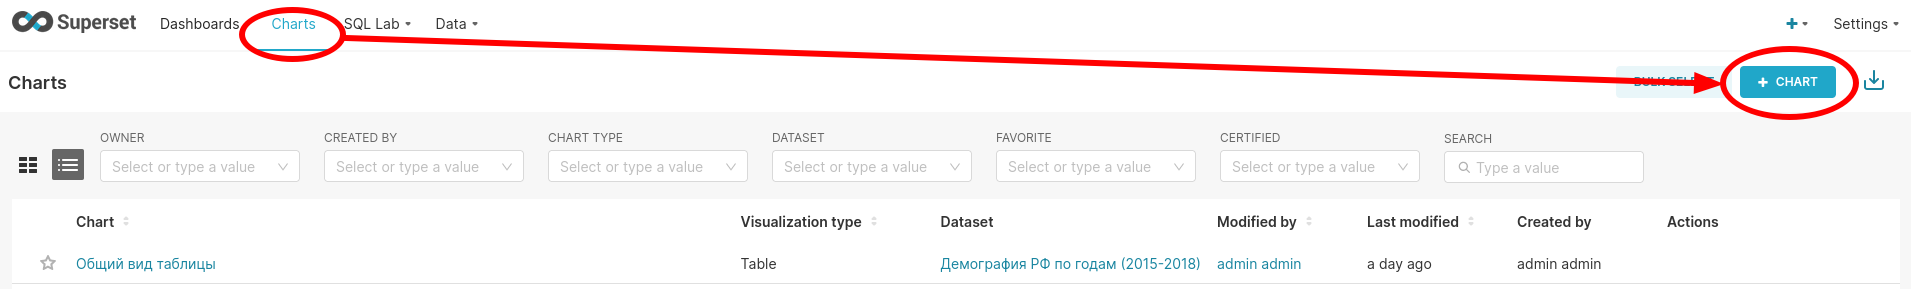 Superset Dashboards Charts SQL Lab Data + Settings
Charts BULK SELECT + CHART
OWNER CREATED BY CHART TYPE DATASET FAVORITE CERTIFIED SEARCH
Select or type a value Select or type a value Select or type a value Select or type a value Select or type a value Select or type a value Type a value
Chart Visualization type Dataset Modified by Last modified Created by Actions
Общий вид таблицы Table Демография РФ по годам (2015-2018) admin admin a day ago admin admin